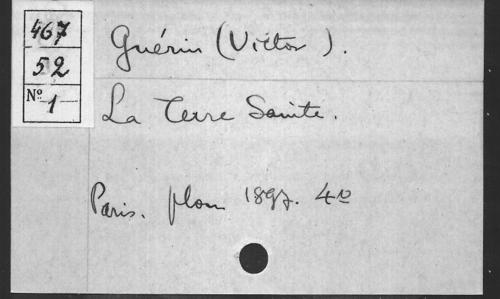 467
52
Nº 1
Guérin (Victor ).
La Terre Sainte.
Paris. plon 1897. 4º